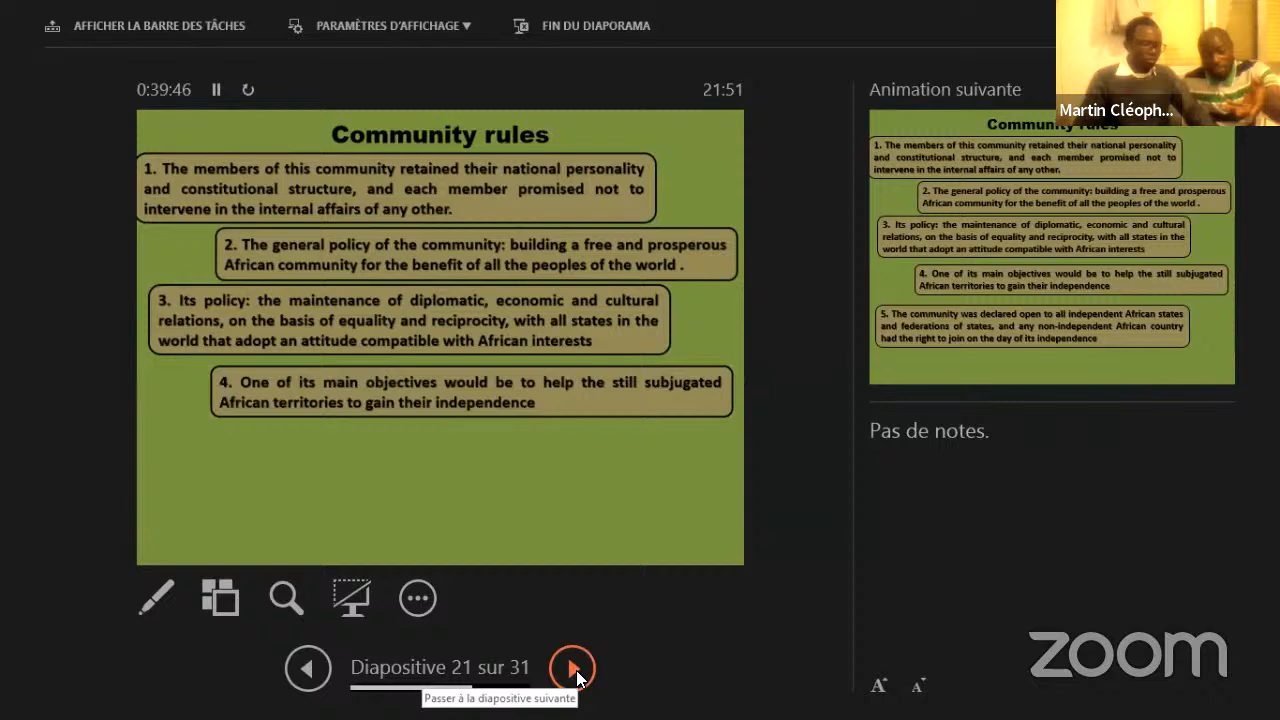 AFFICHER LA BARRE DES TÂCHES
PARAMÈTRES D'AFFICHAGE
FIN DU DIAPORAMA
Martin Cléoph...
0:39:46
21:51
Community rules
1. The members of this community retained their national personality
and constitutional structure, and each member promised not to
intervene in the internal affairs of any other.
2. The general policy of the community: building a free and prosperous
African community for the benefit of all the peoples of the world .
3. Its policy: the maintenance of diplomatic, economic and cultural
relations, on the basis of equality and reciprocity, with all states in the
world that adopt an attitude compatible with African interests
4. One of its main objectives would be to help the still subjugated
African territories to gain their independence
Diapositive 21 sur 31
Passer à la diapositive suivante
Animation suivante
Community rules
1. The members of this community retained their national personality
and constitutional structure, and each member promised not to
intervene in the internal affairs of any other.
2. The general policy of the community: building a free and prosperous
African community for the benefit of all the peoples of the world .
3. Its policy: the maintenance of diplomatic, economic and cultural
relations, on the basis of equality and reciprocity, with all states in the
world that adopt an attitude compatible with African interests
4. One of its main objectives would be to help the still subjugated
African territories to gain their independence
5. The community was declared open to all independent African states
and federations of states, and any non-independent African country
had the right to join on the day of its independence
Pas de notes.
A A
zoom